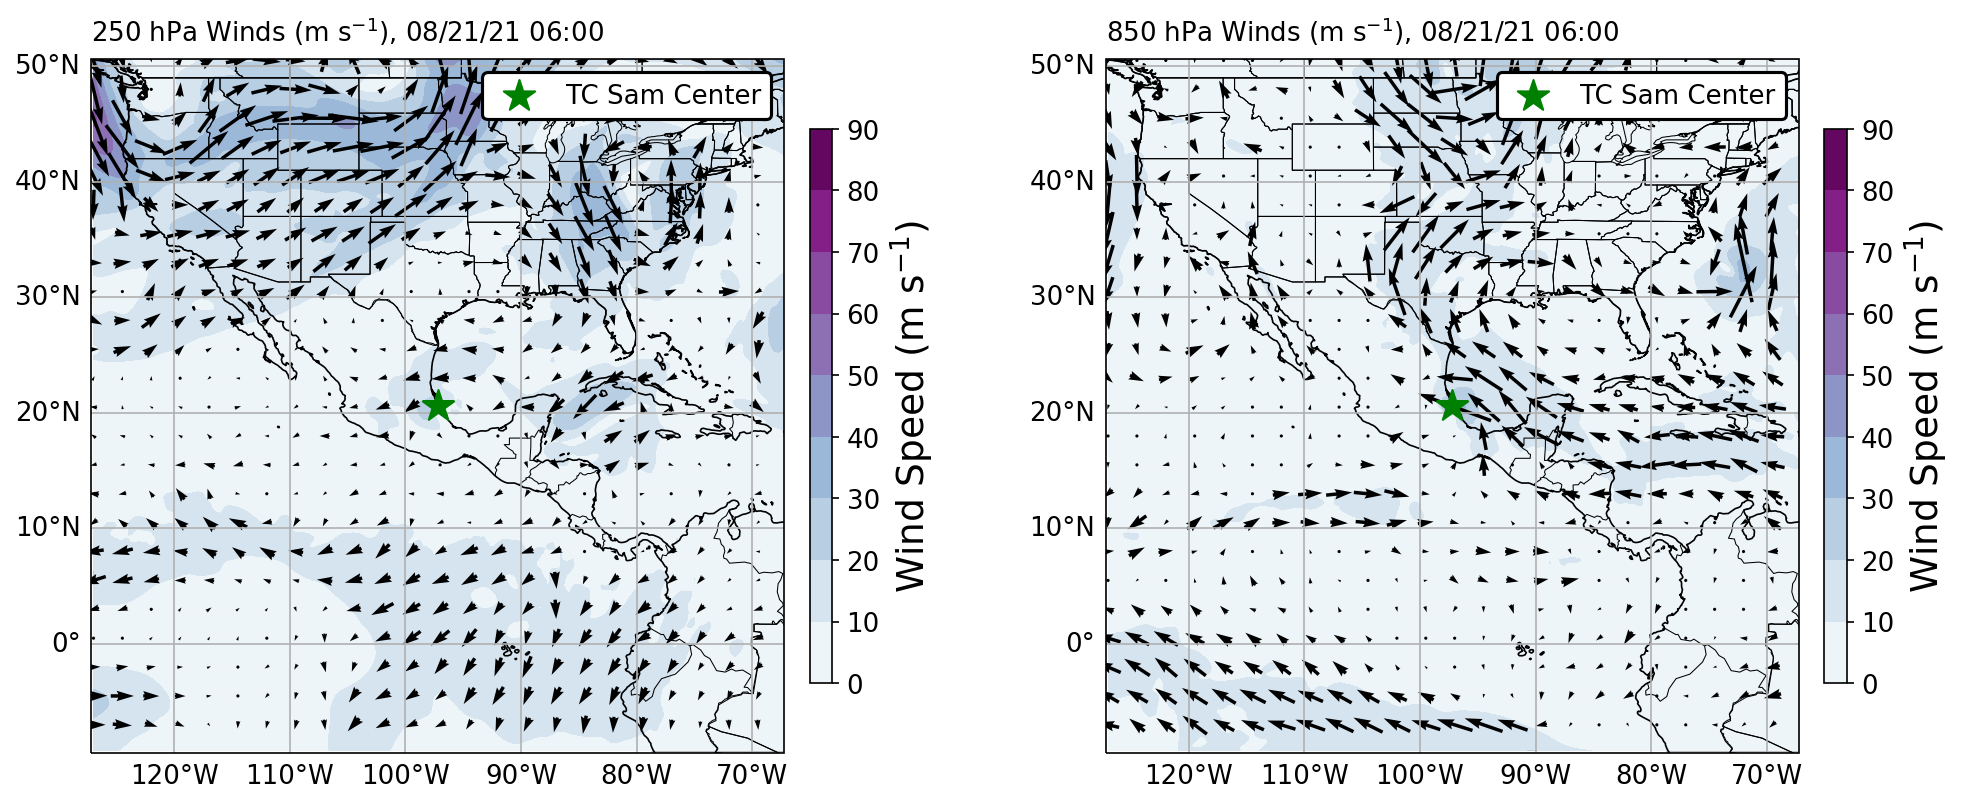 250 hPa Winds (m s⁻¹), 08/21/21 06:00
TC Sam Center
50°N
40°N
30°N
20°N
10°N
0°
120°W
110°W
100°W
90°W
80°W
70°W
90
80
70
60
50
40
30
20
10
0
Wind Speed (m s⁻¹)
850 hPa Winds (m s⁻¹), 08/21/21 06:00
TC Sam Center
50°N
40°N
30°N
20°N
10°N
0°
120°W
110°W
100°W
90°W
80°W
70°W
90
80
70
60
50
40
30
20
10
0
Wind Speed (m s⁻¹)